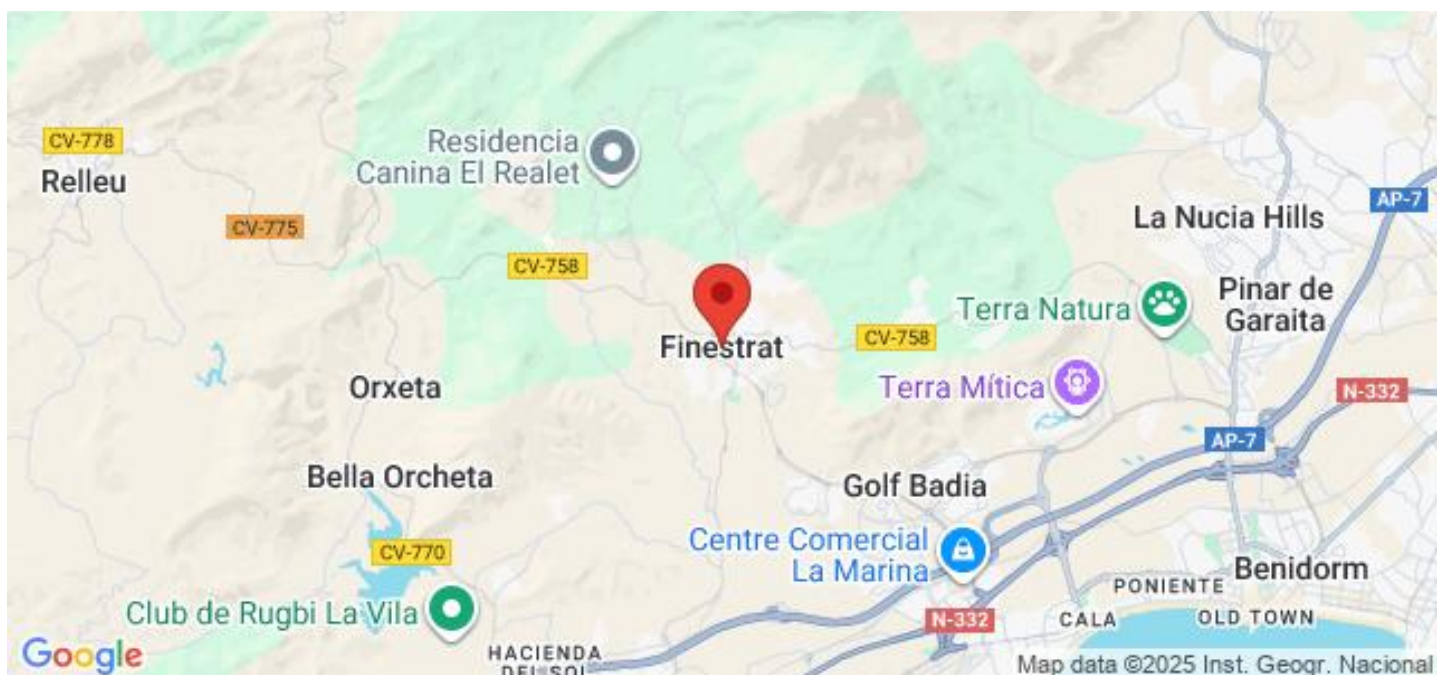 CV-778
Relleu
Residencia
Canina El Realet
CV-775
CV-758
AP-7
La Nucia Hills
Terra Natura
Pinar de
Garaita
Finestrat
CV-758
Orxeta
Terra Mítica
N-332
AP-7
Bella Orcheta
Golf Badia
Centre Comercial
La Marina
CV-770
Benidorm
PONIENTE
Club de Rugbi La Vila
N-332
CALA
OLD TOWN
HACIENDA
DEL SOL
Google
Map data ©2025 Inst. Geogr. Nacional